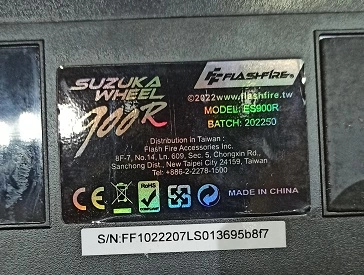 SUZUKA
WHEEL
900R
FLASHFIRE®
©2022www.flashfire.tw
MODEL: ES900R
BATCH: 202250
Distribution in Taiwan :
Flash Fire Accessories Inc.
8F-7, No.14, Ln. 609, Sec. 5, Chongxin Rd.,
Sanchong Dist., New Taipei City 24159, Taiwan
Tel: +886-2-2278-1500
CE RoHS MADE IN CHINA
S/N:FF1022207LS013695b8f7